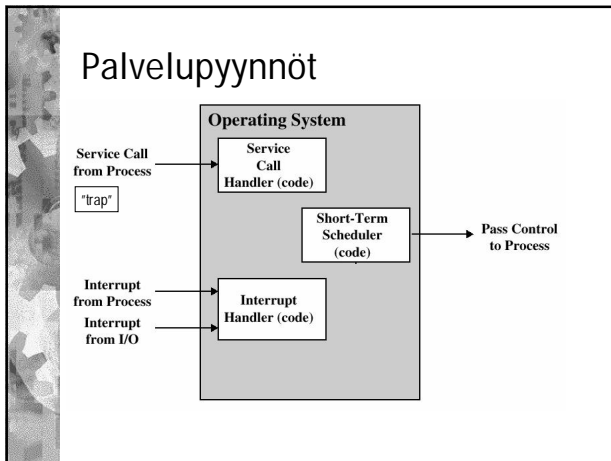 Palvelupyynnöt
Operating System
Service Call
from Process
"trap"
Service
Call
Handler (code)
Short-Term
Scheduler
(code)
Pass Control
to Process
Interrupt
from Process
Interrupt
from I/O
Interrupt
Handler (code)